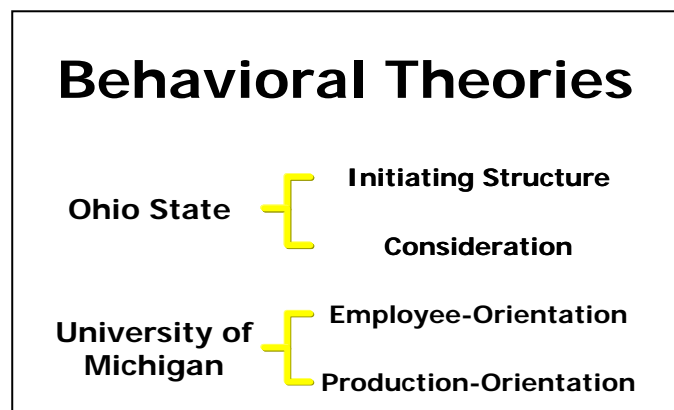 Behavioral Theories
Initiating Structure
Ohio State
Consideration
Employee-Orientation
University of
Michigan
Production-Orientation